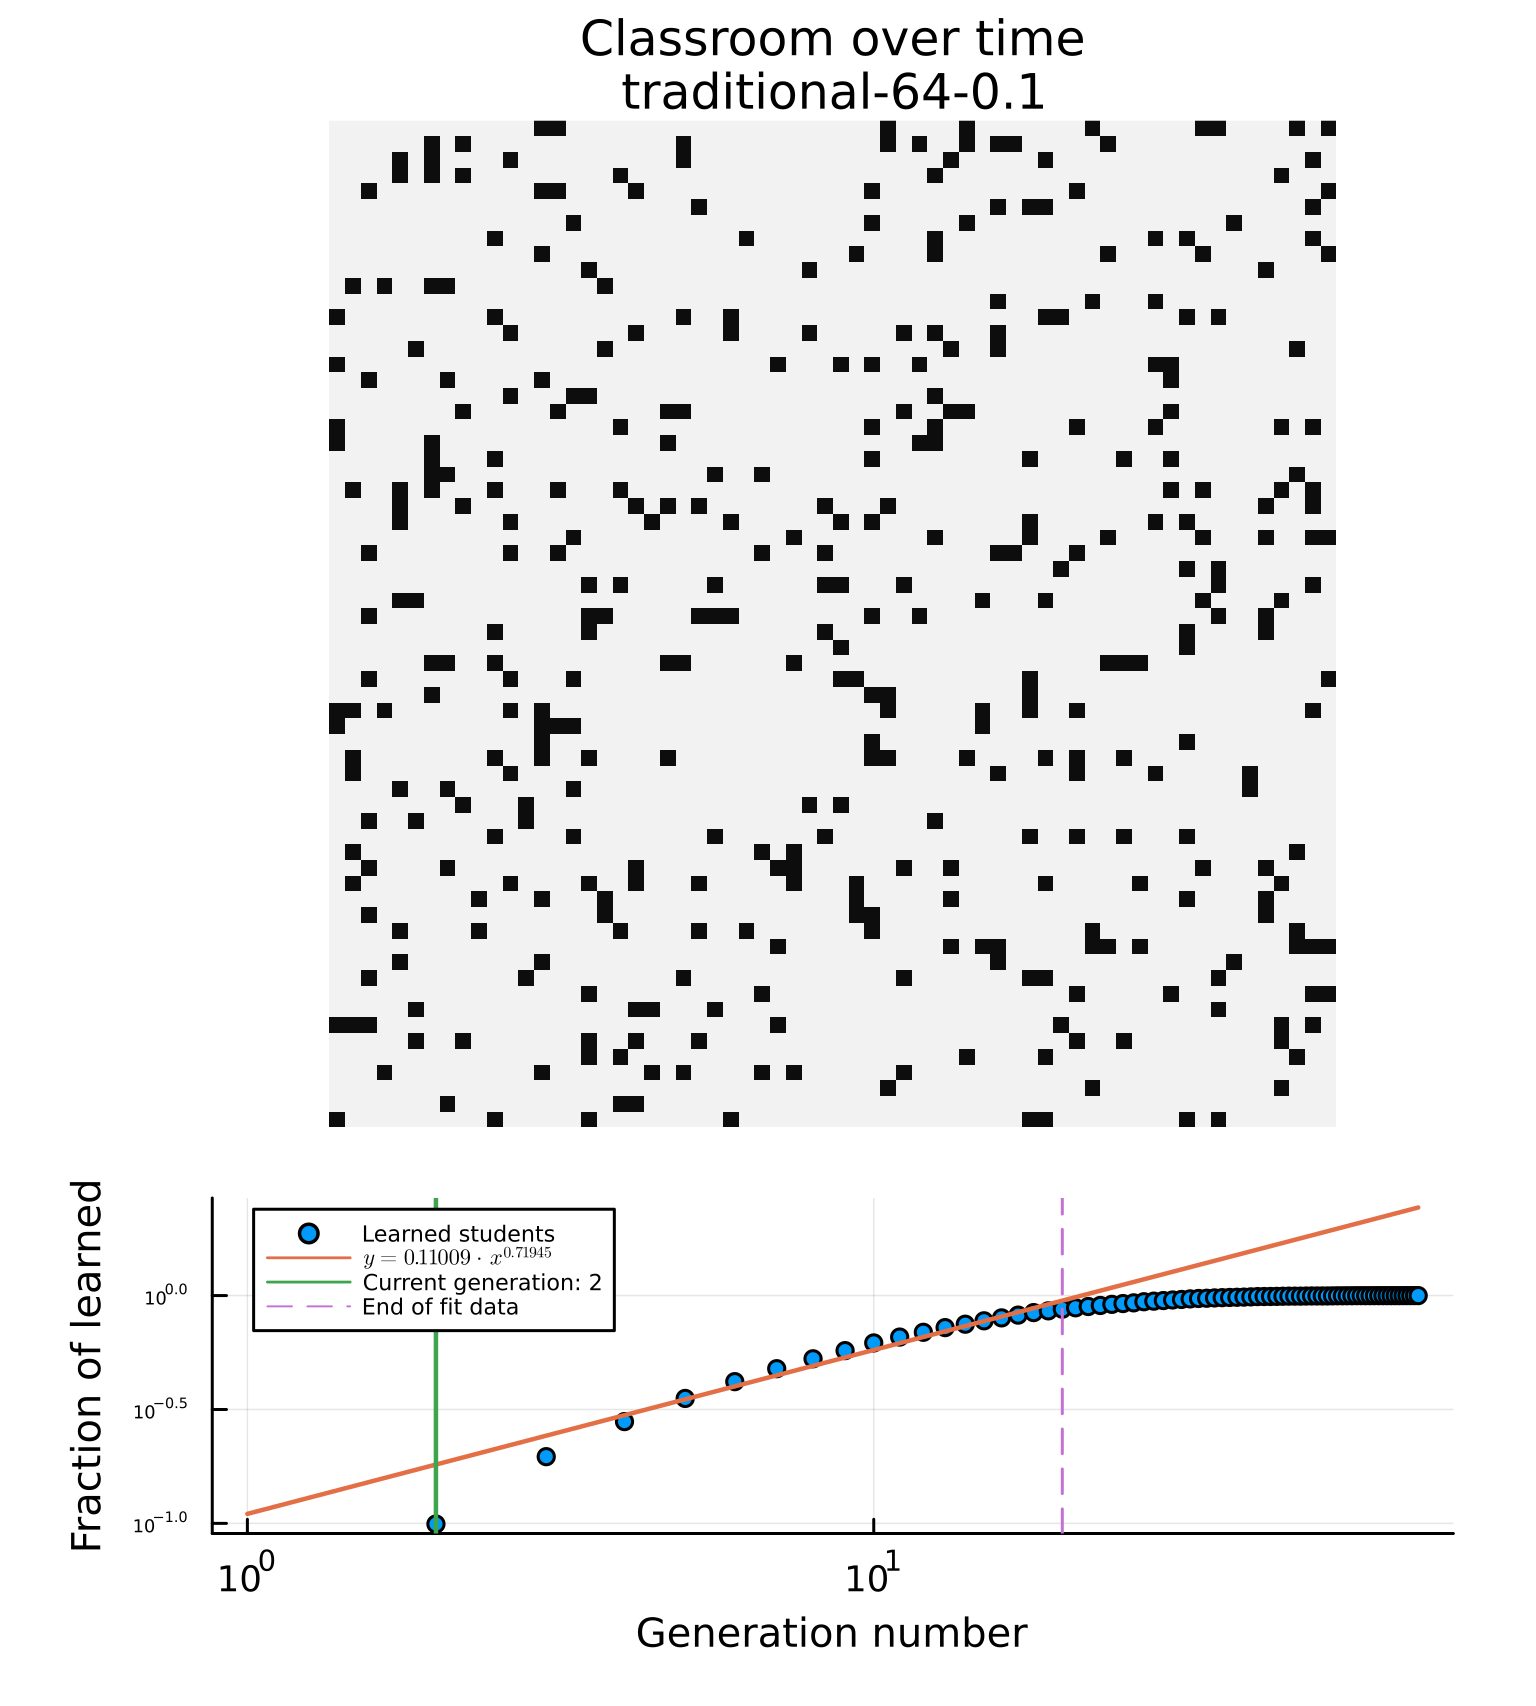 Classroom over time
traditional-64-0.1
Fraction of learned
Learned students
y = 0.11009 · x^0.71945
Current generation: 2
End of fit data
10^0.0
10^−0.5
10^−1.0
10^0
10^1
Generation number